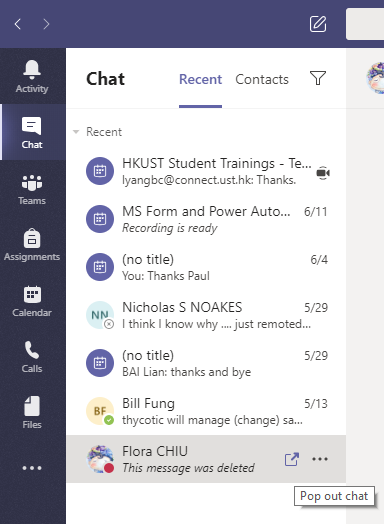 Activity
Chat
Teams
Assignments
Calendar
Calls
Files
Chat
Recent
Contacts
Recent
HKUST Student Trainings - Te...
lyangbc@connect.ust.hk: Thanks.
MS Form and Power Auto... 6/11
Recording is ready
(no title) 6/4
You: Thanks Paul
NN
Nicholas S NOAKES 5/29
I think I know why .... just remoted...
(no title) 5/29
BAI Lian: thanks and bye
BF
Bill Fung 5/13
thycotic will manage (change) sa...
Flora CHIU
This message was deleted
Pop out chat